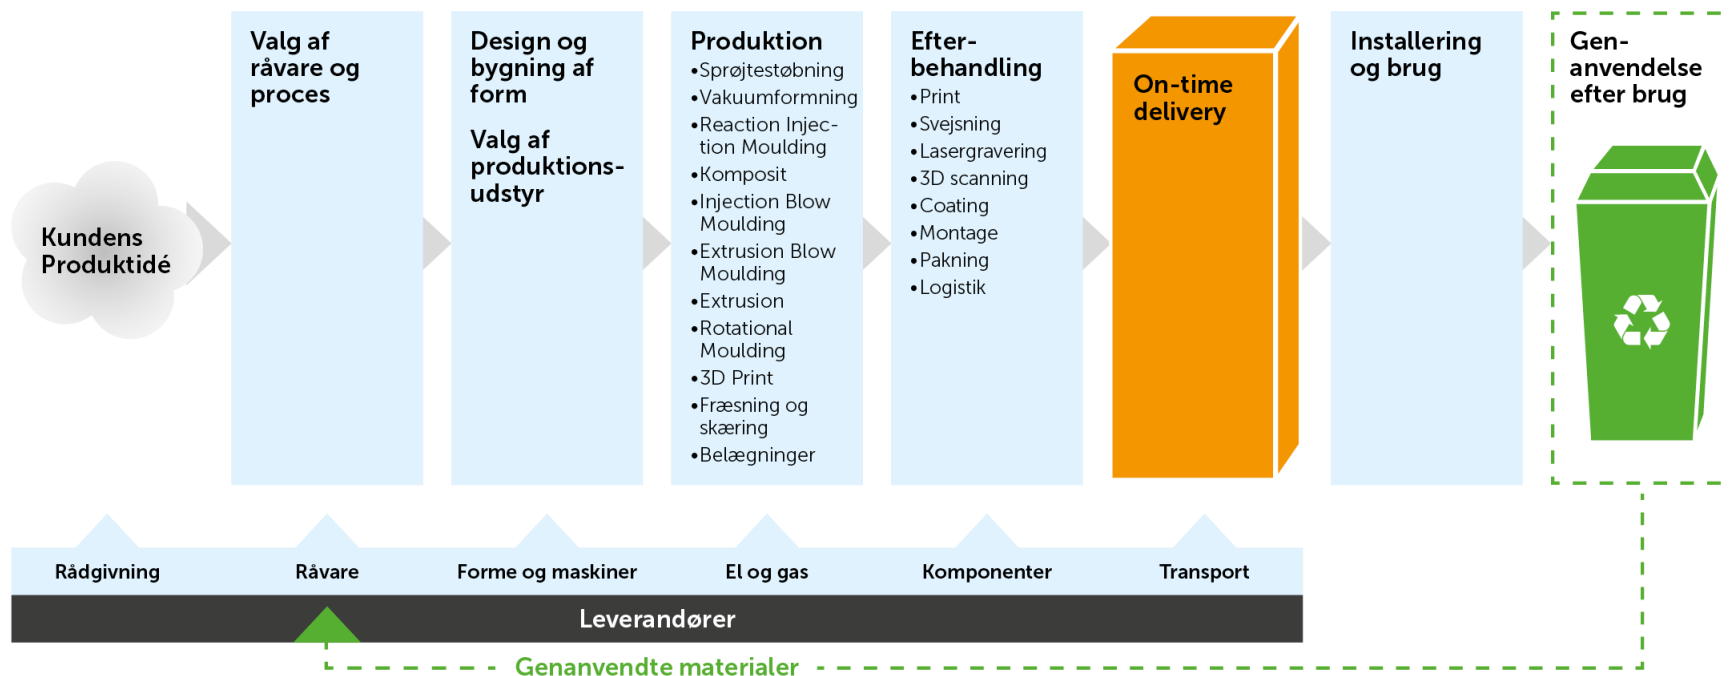 Kundens
Produktidé
Valg af
råvare og
proces
Design og
bygning af
form
Valg af
produktions-
udstyr
Produktion
•Sprøjtestøbning
•Vakuumformning
•Reaction Injec-
tion Moulding
•Komposit
•Injection Blow
Moulding
•Extrusion Blow
Moulding
•Extrusion
•Rotational
Moulding
•3D Print
•Fræsning og
skæring
•Belægninger
Efter-
behandling
•Print
•Svejsning
•Lasergravering
•3D scanning
•Coating
•Montage
•Pakning
•Logistik
On-time
delivery
Installering
og brug
Gen-
anvendelse
efter brug
Rådgivning
Råvare
Forme og maskiner
El og gas
Komponenter
Transport
Leverandører
Genanvendte materialer